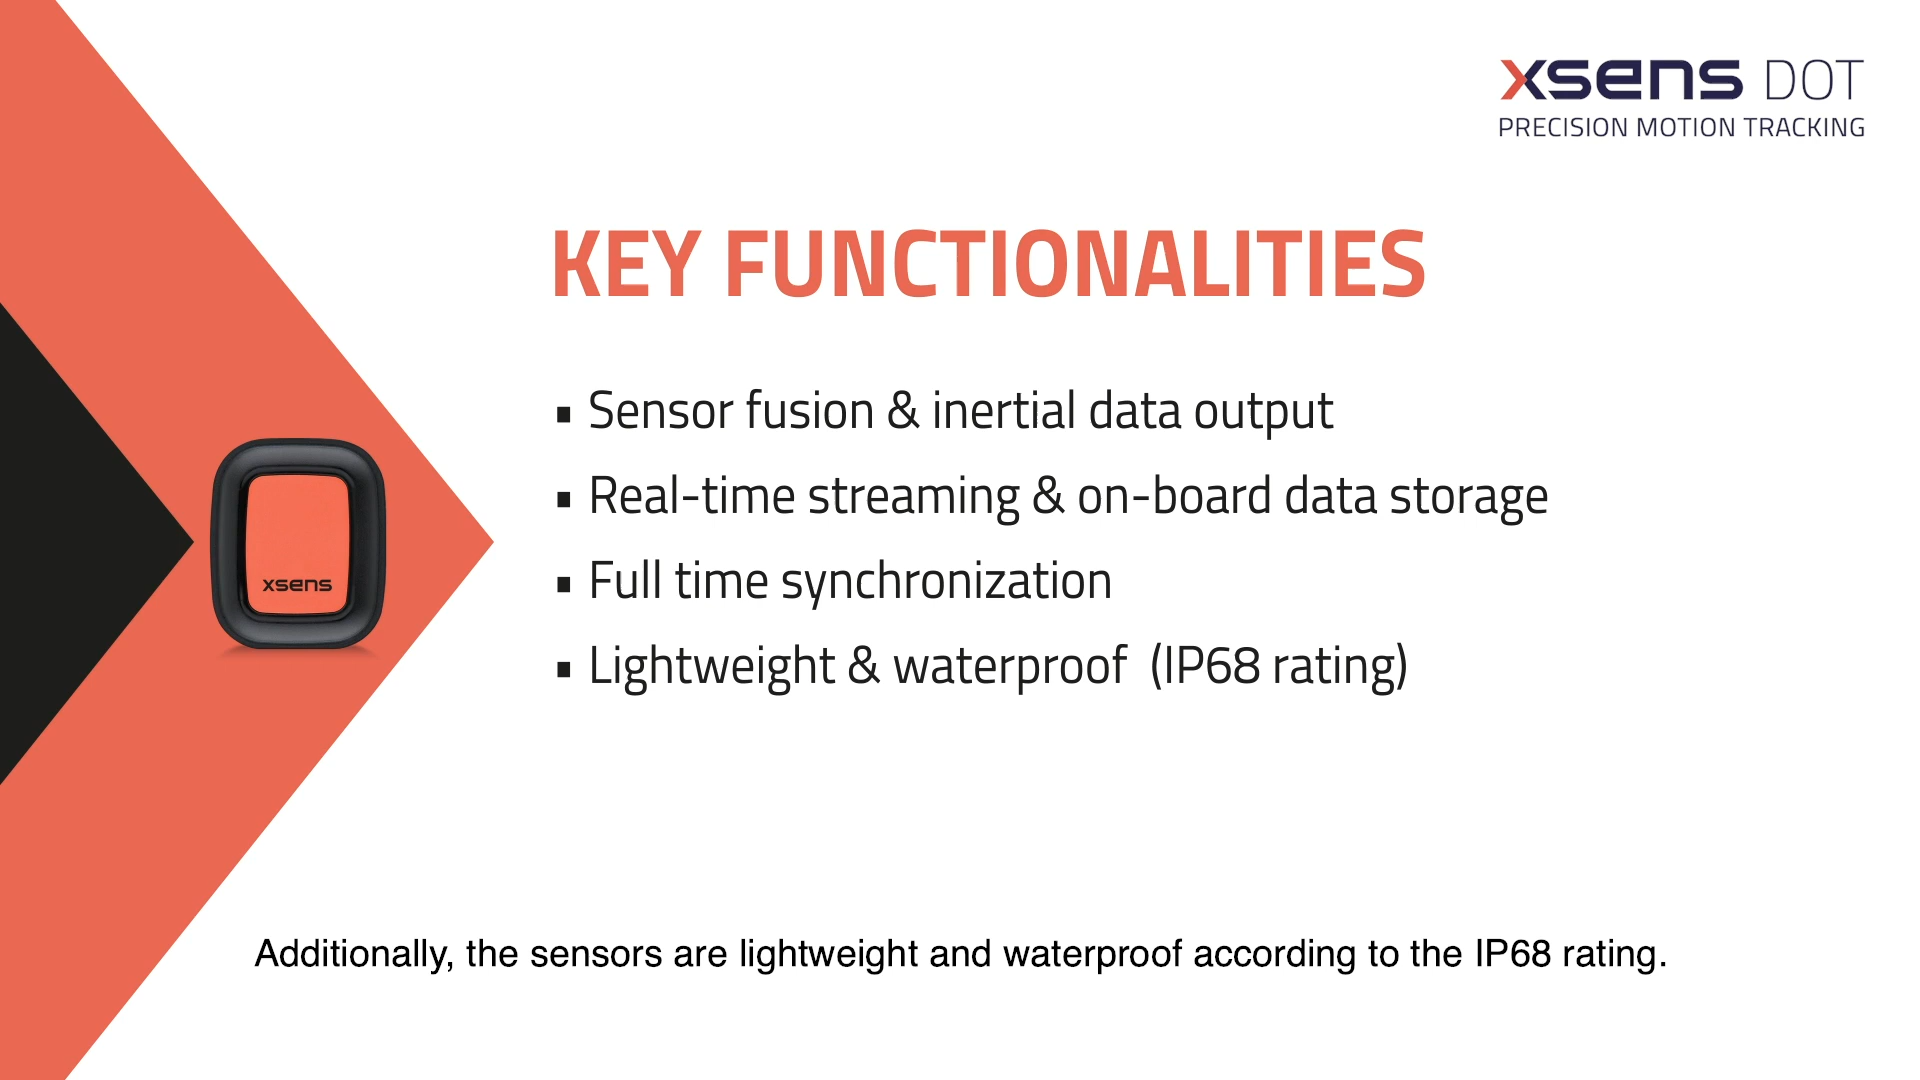 xsens DOT
PRECISION MOTION TRACKING
KEY FUNCTIONALITIES
▪ Sensor fusion & inertial data output
▪ Real-time streaming & on-board data storage
▪ Full time synchronization
▪ Lightweight & waterproof (IP68 rating)
xsens
Additionally, the sensors are lightweight and waterproof according to the IP68 rating.